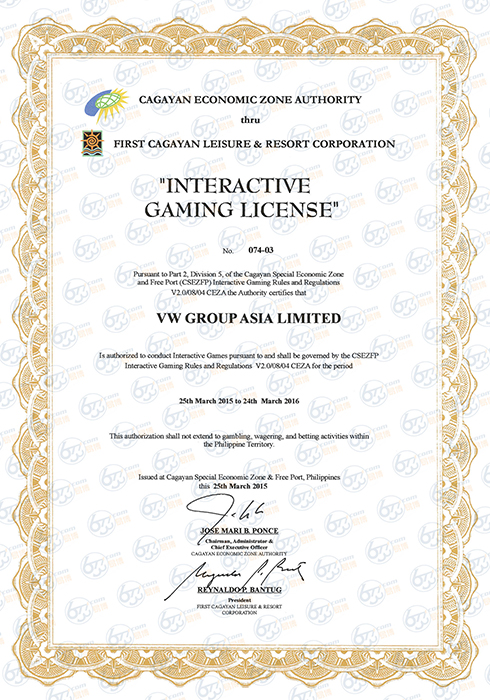 CAGAYAN ECONOMIC ZONE AUTHORITY
thru
FIRST CAGAYAN LEISURE & RESORT CORPORATION
"INTERACTIVE
GAMING LICENSE"
No. 074-03
Pursuant to Part 2, Division 5, of the Cagayan Special Economic Zone
and Free Port (CSEZFP) Interactive Gaming Rules and Regulations
V2.0/08/04 CEZA the Authority certifies that
VW GROUP ASIA LIMITED
Is authorized to conduct Interactive Games pursuant to and shall be governed by the CSEZFP
Interactive Gaming Rules and Regulations V2.0/08/04 CEZA for the period
25th March 2015 to 24th March 2016
This authorization shall not extend to gambling, wagering, and betting activities within
the Philippine Territory.
Issued at Cagayan Special Economic Zone & Free Port, Philippines
this 25th March 2015
JOSE MARI B. PONCE
Chairman, Administrator &
Chief Executive Officer
CAGAYAN ECONOMIC ZONE AUTHORITY
REYNALDO P. BANTUG
President
FIRST CAGAYAN LEISURE & RESORT
CORPORATION